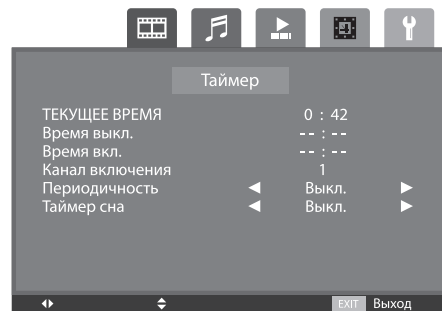 Таймер
ТЕКУЩЕЕ ВРЕМЯ 0 : 42
Время выкл. -- : --
Время вкл. -- : --
Канал включения 1
Периодичность Выкл.
Таймер сна Выкл.
EXIT Выход